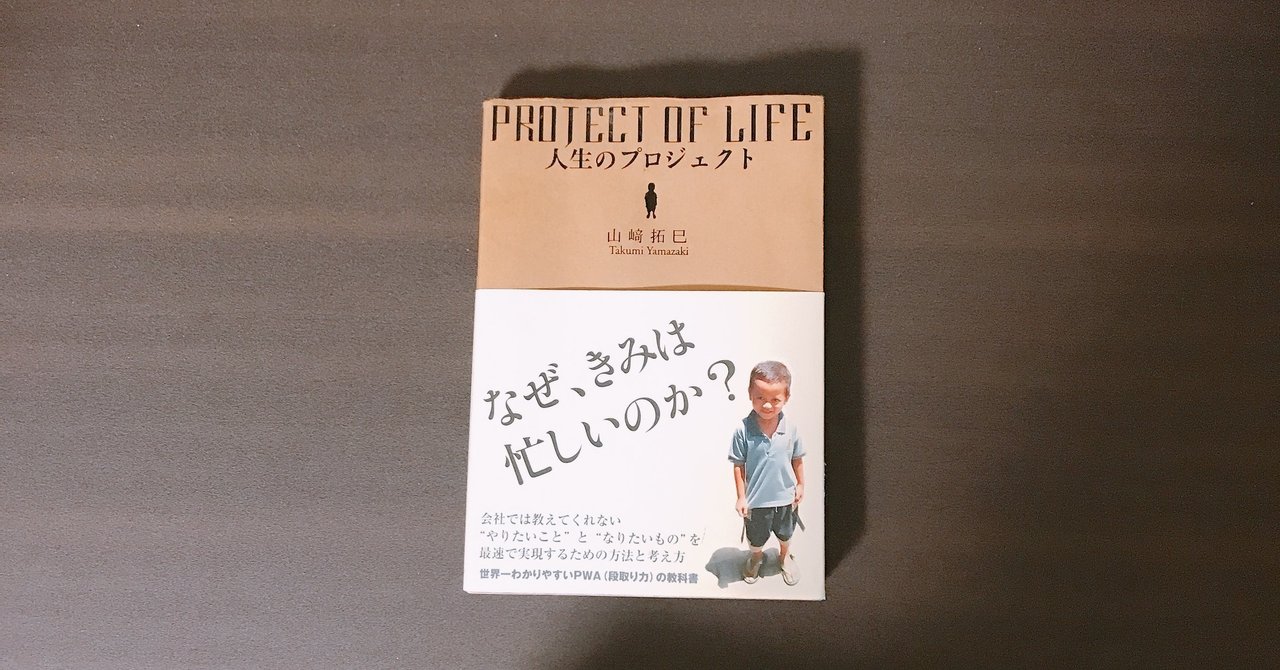 PROJECT OF LIFE
人生のプロジェクト
山﨑拓巳
Takumi Yamazaki
なぜ、きみは
忙しいのか？
会社では教えてくれない
“やりたいこと”と“なりたいもの”を
最速で実現するための方法と考え方
世界一わかりやすいPWA（段取り力）の教科書